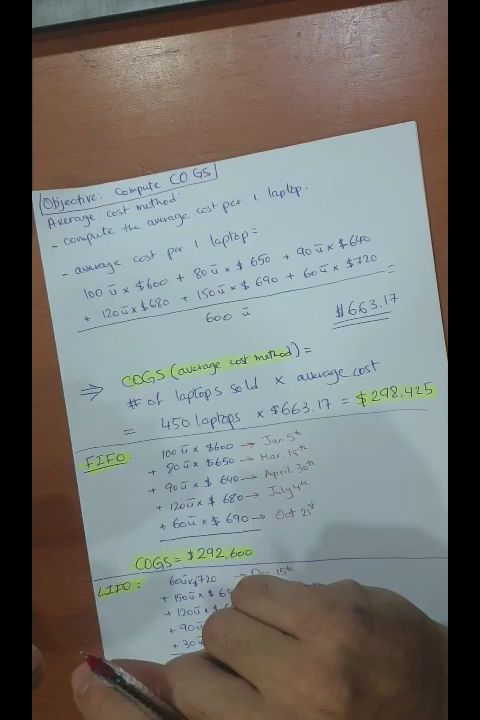 Objective: Compute COGS
Average cost method:
- compute the average cost per 1 laptop.
- average cost per 1 laptop =
100 ū × $600 + 80 ū × $ 650 + 90 ū × $640
+ 120 ū × $680 + 150 ū × $ 690 + 60 ū × $720 =
600 ū
$663.17
⇒ COGS (average cost method) =
# of laptops sold × average cost
= 450 laptops × $663.17 = $298,425
FIFO: 100 ū × $600 → Jan 5th
+ 80 ū × $650 → Mar. 15th
+ 90 ū × $ 640 → April 30th
+ 120 ū × $ 680 → July 4th
+ 60 ū × $ 690 → Oct 21st
COGS = $292,600
LIFO: 60 ū × $720 → Dec 15th
+ 150 ū × $
+ 120 ū × $
+ 90 ū
+ 30 ū